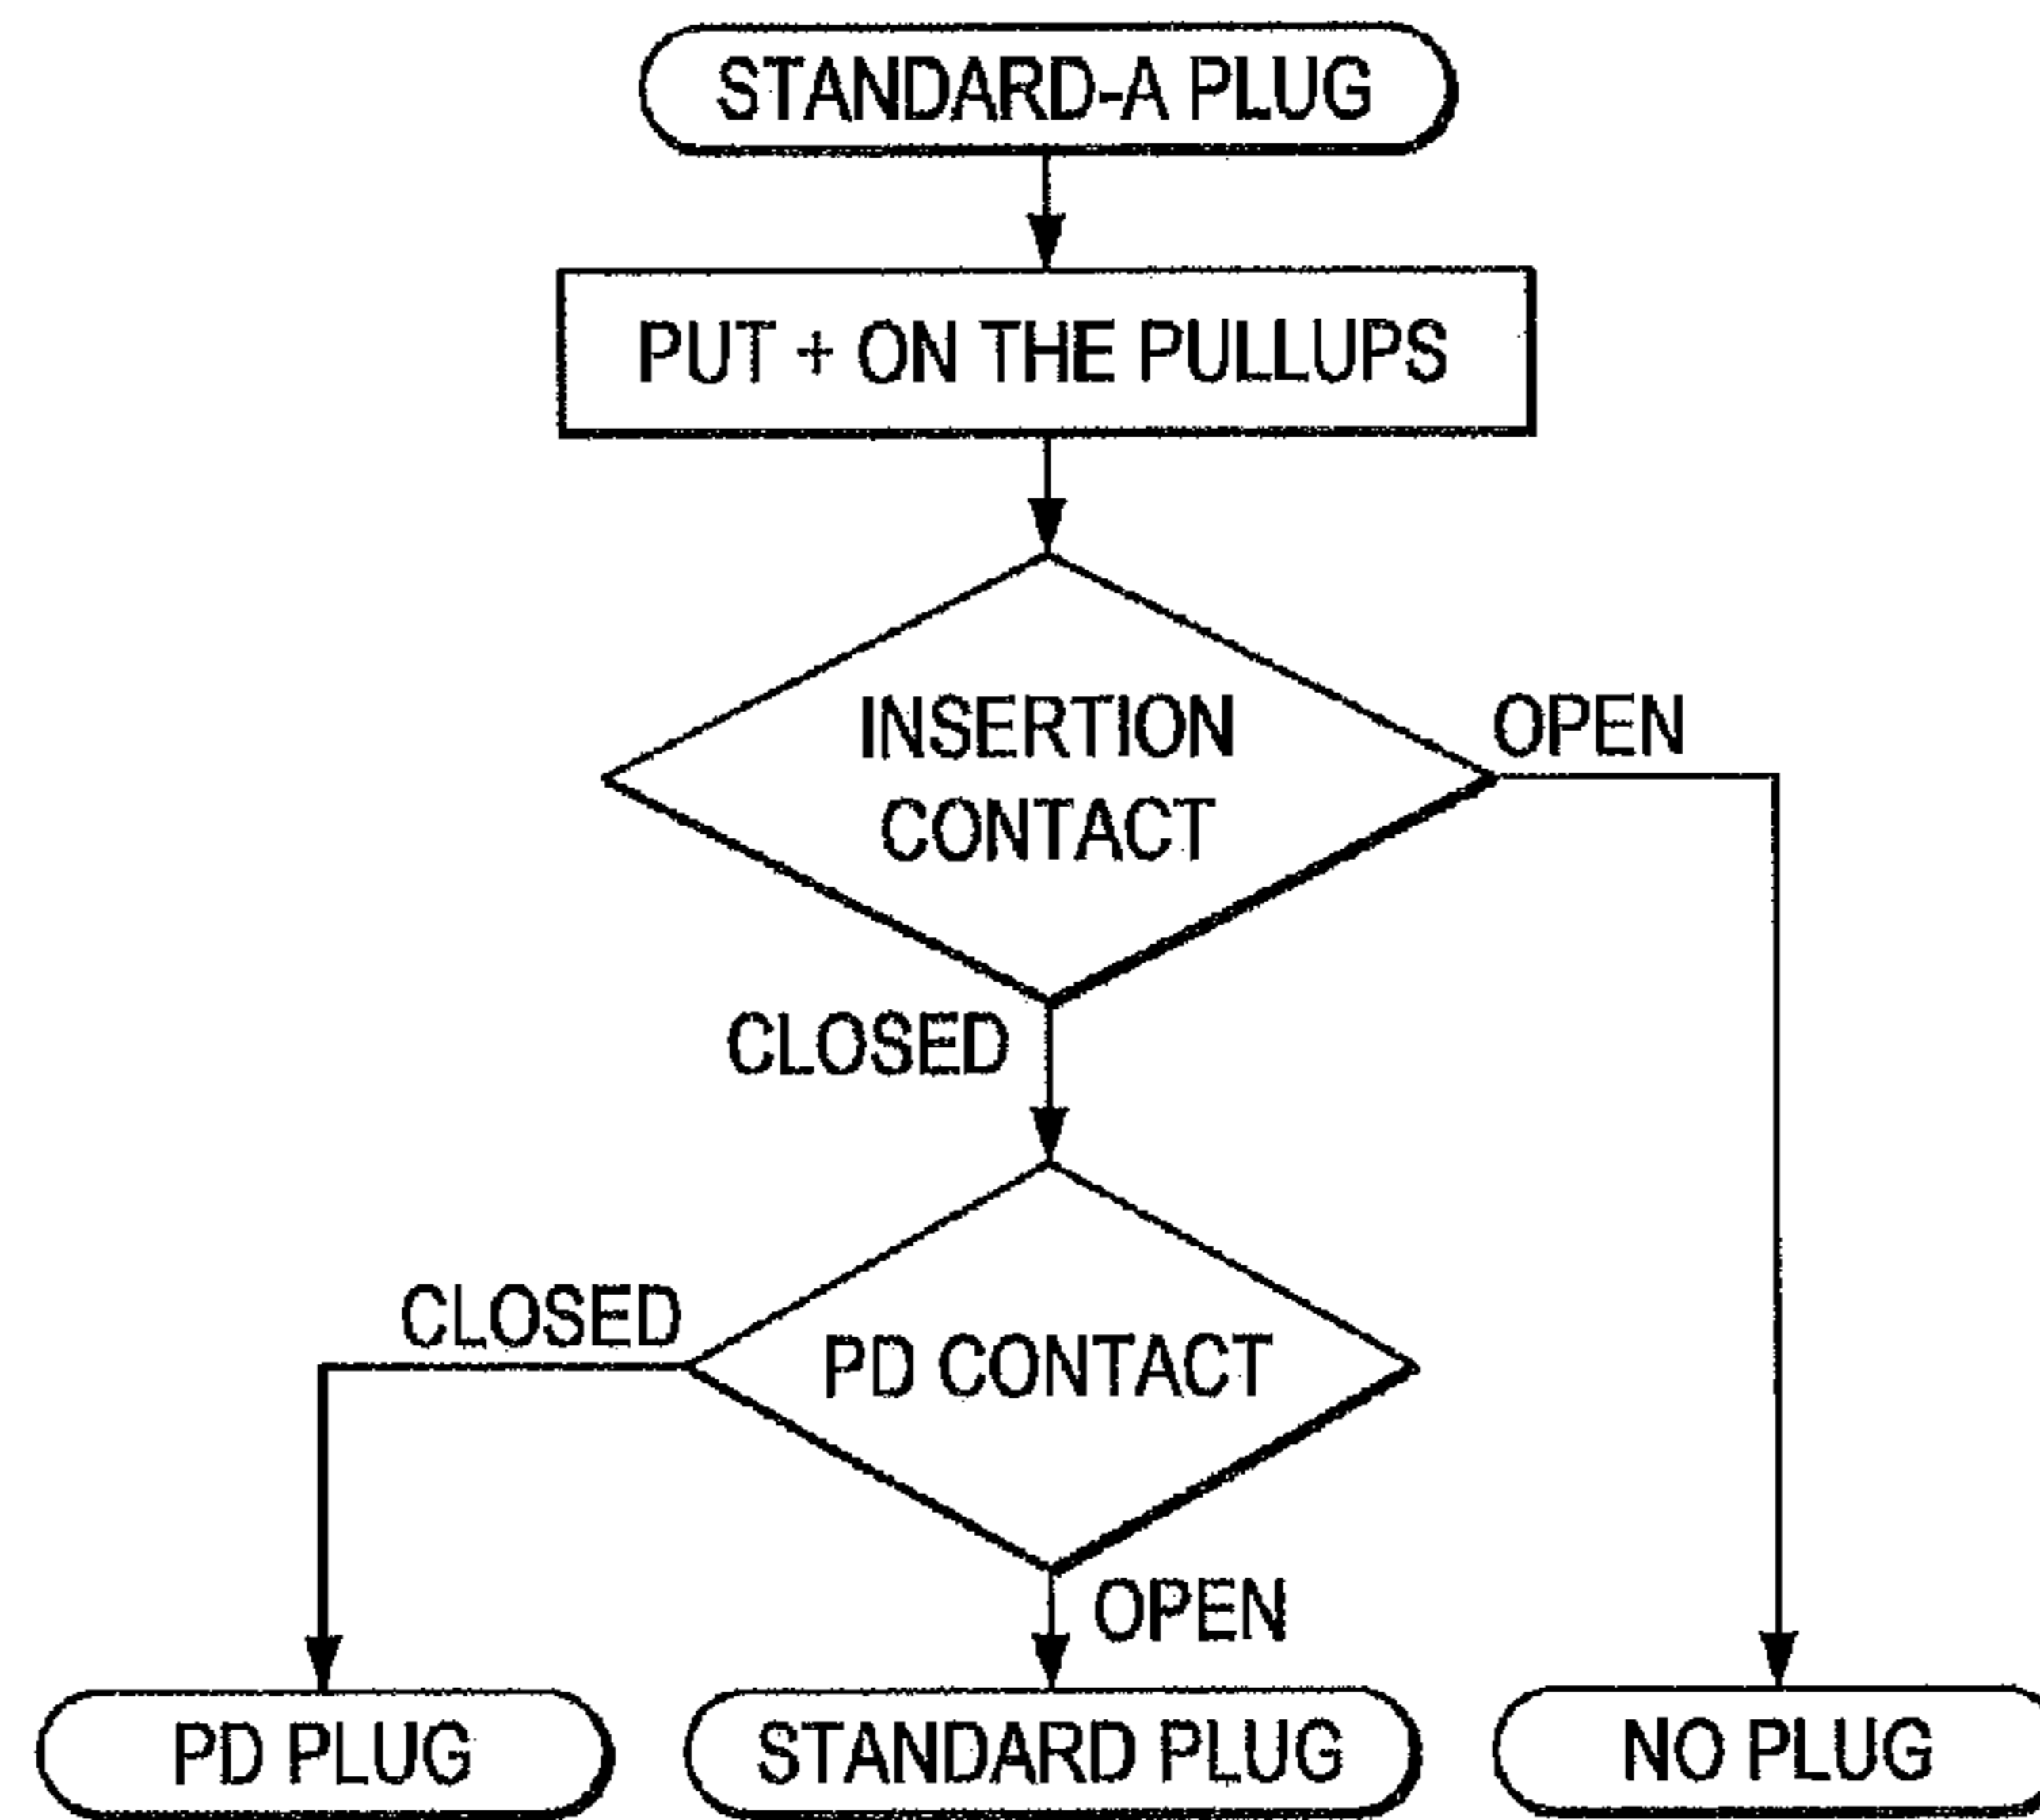 STANDARD-A PLUG
PUT + ON THE PULLUPS
INSERTION
CONTACT
OPEN
CLOSED
CLOSED
PD CONTACT
OPEN
PD PLUG
STANDARD PLUG
NO PLUG